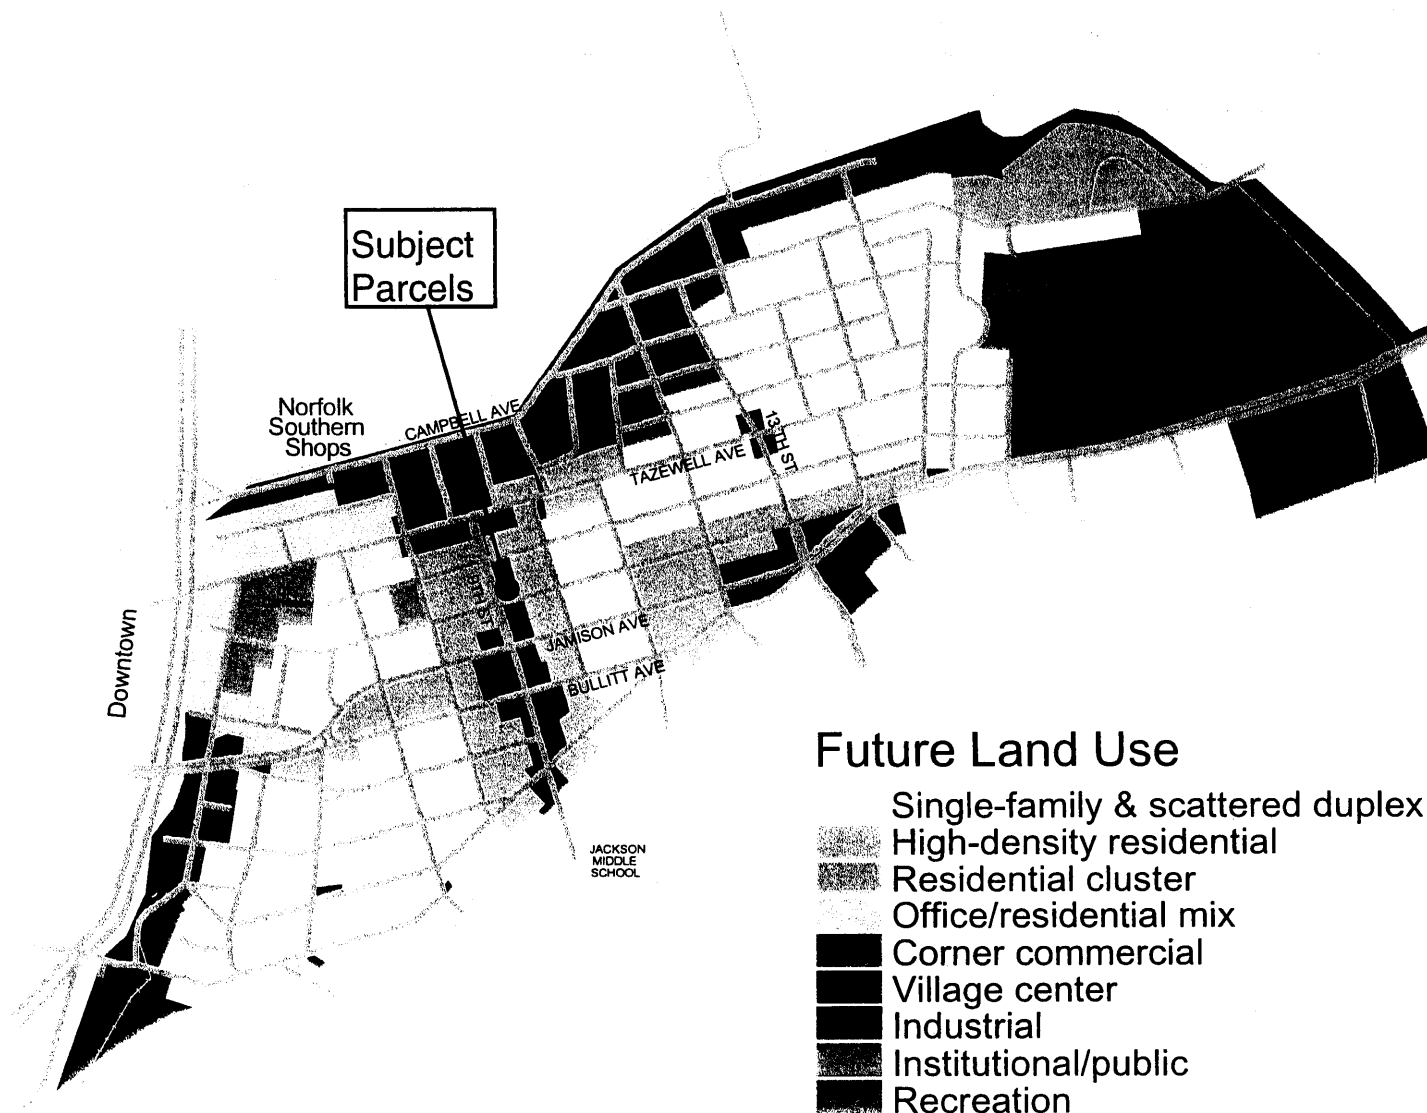 Subject
Parcels
Norfolk
Southern
Shops
CAMPBELL AVE
13TH ST
TAZEWELL AVE
9TH ST
JAMISON AVE
BULLITT AVE
Downtown
JACKSON
MIDDLE
SCHOOL
Future Land Use
Single-family & scattered duplex
High-density residential
Residential cluster
Office/residential mix
Corner commercial
Village center
Industrial
Institutional/public
Recreation